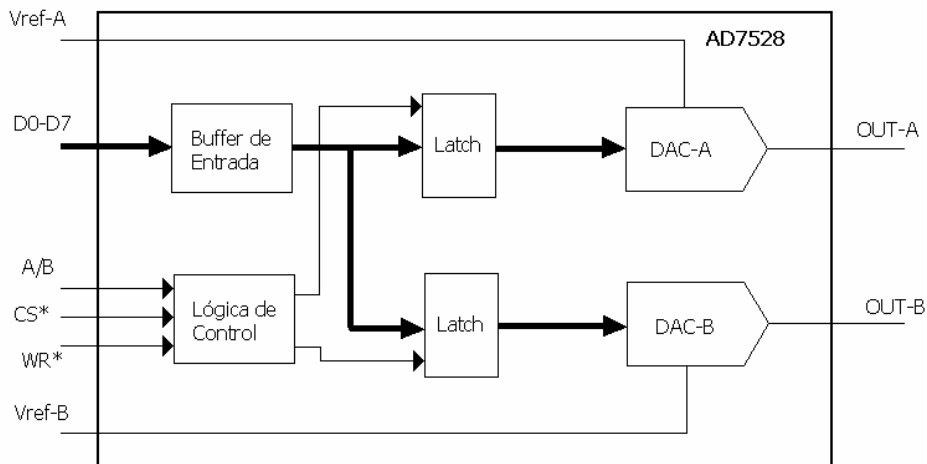 Vref-A
AD7528
D0-D7
Buffer de
Entrada
Latch
DAC-A
OUT-A
A/B
CS*
WR*
Lógica de
Control
Latch
DAC-B
OUT-B
Vref-B